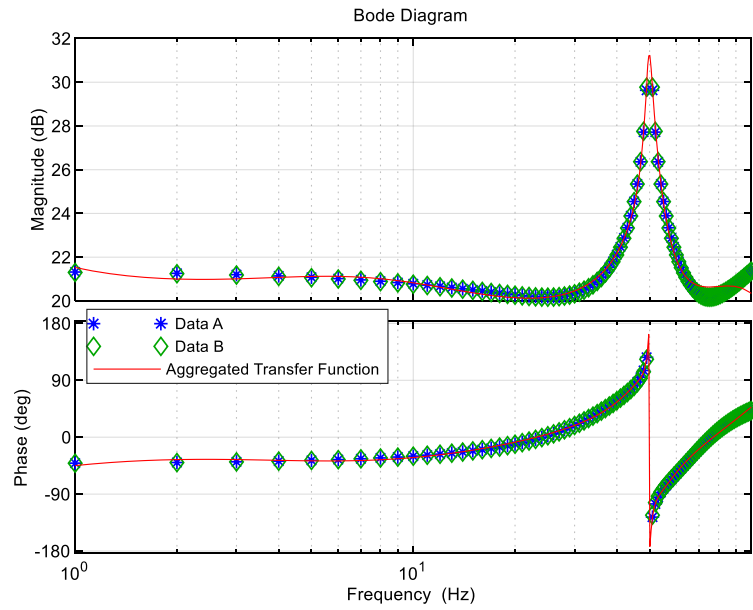 Bode Diagram
32
30
28
26
24
22
20
Magnitude (dB)
180
90
0
-90
-180
Phase (deg)
Data A
Data B
Aggregated Transfer Function
10^0
10^1
Frequency (Hz)